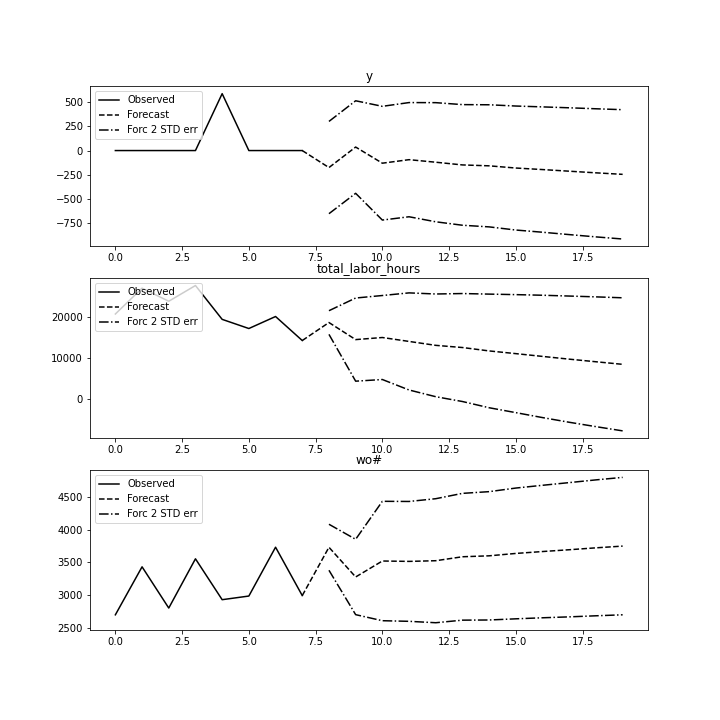 y
Observed
Forecast
Forc 2 STD err
500
250
0
−250
−500
−750
0.0 2.5 5.0 7.5 10.0 12.5 15.0 17.5
total_labor_hours
Observed
Forecast
Forc 2 STD err
20000
10000
0
0.0 2.5 5.0 7.5 10.0 12.5 15.0 17.5
wo#
Observed
Forecast
Forc 2 STD err
4500
4000
3500
3000
2500
0.0 2.5 5.0 7.5 10.0 12.5 15.0 17.5